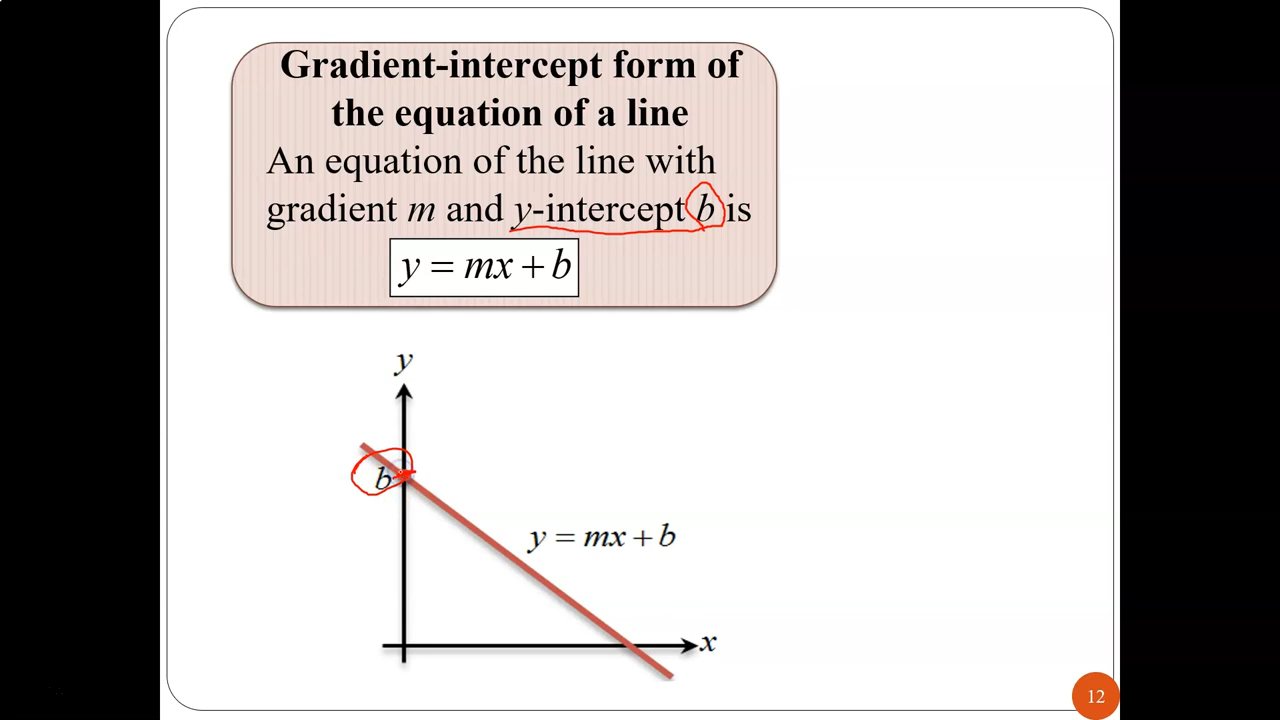 Gradient-intercept form of
the equation of a line
An equation of the line with
gradient m and y-intercept b is
y = mx + b
y
b
y = mx + b
x
12